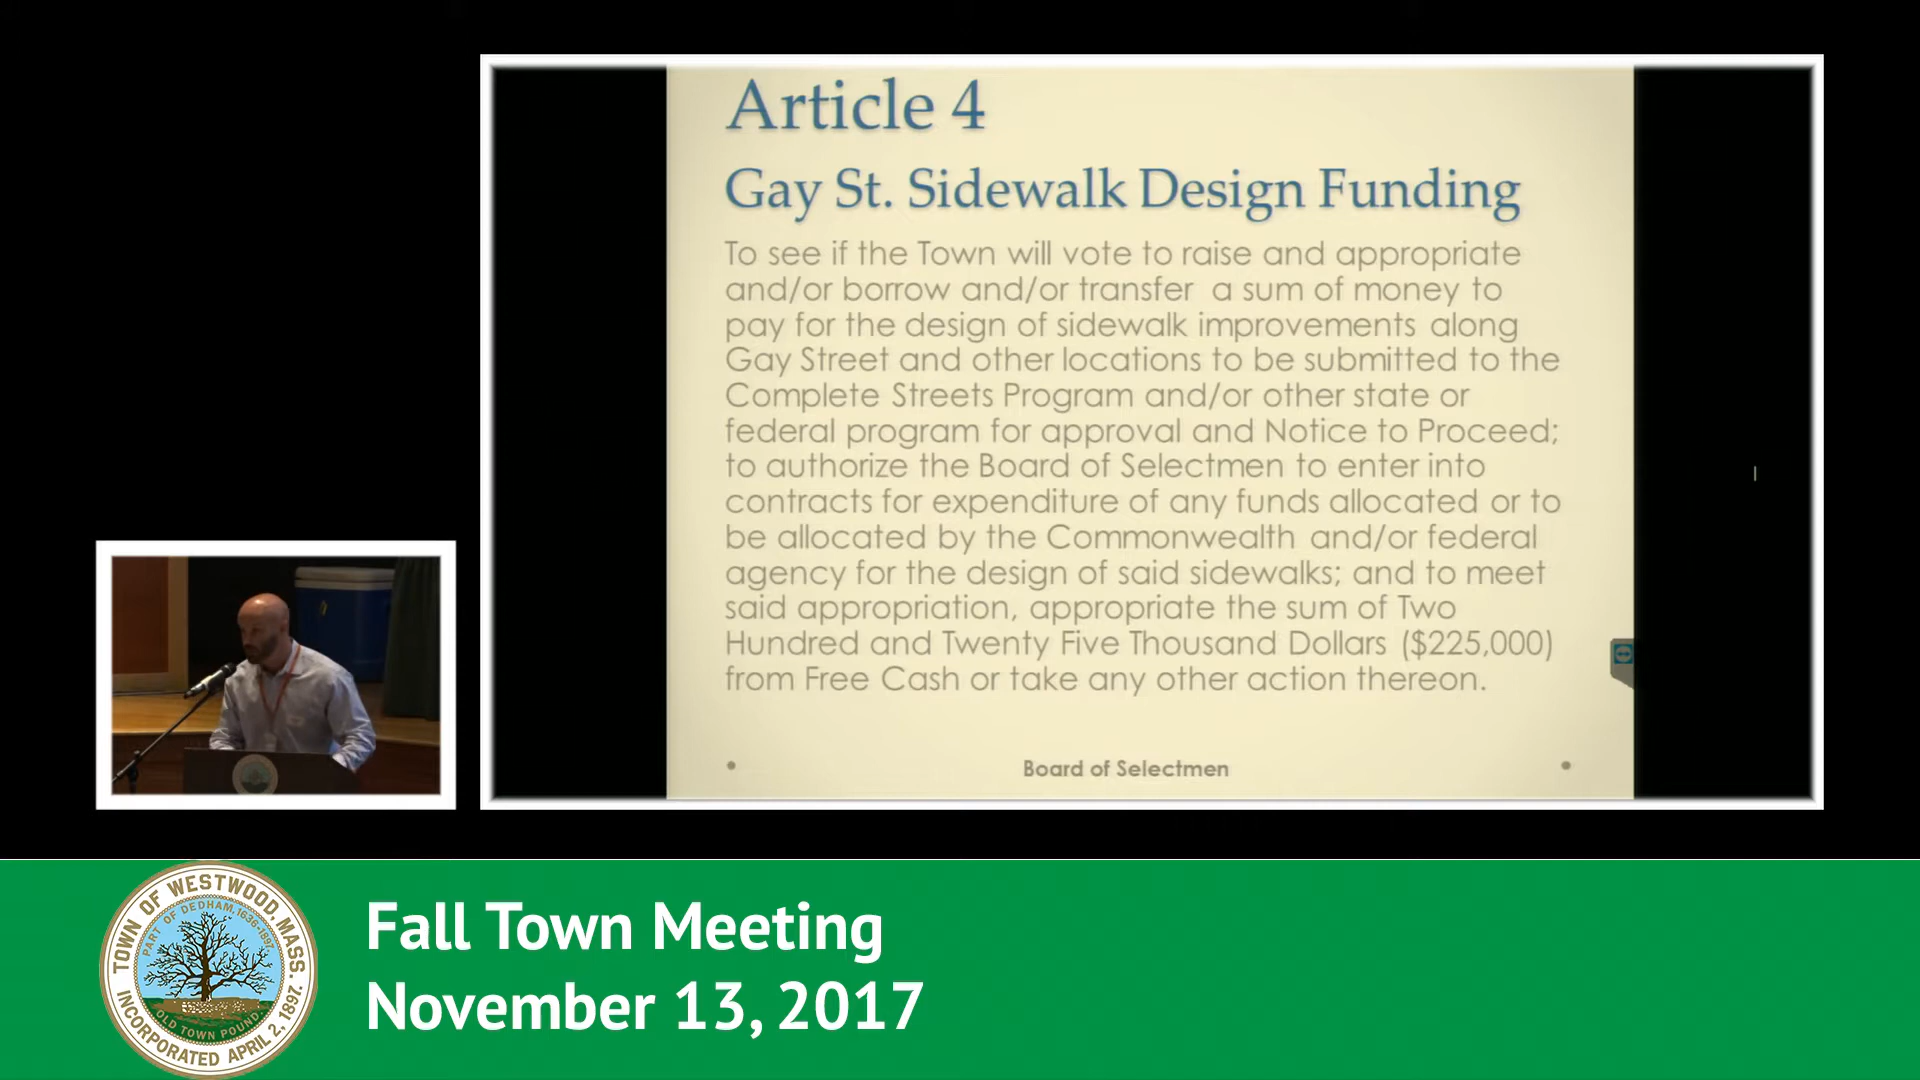 Article 4
Gay St. Sidewalk Design Funding
To see if the Town will vote to raise and appropriate
and/or borrow and/or transfer a sum of money to
pay for the design of sidewalk improvements along
Gay Street and other locations to be submitted to the
Complete Streets Program and/or other state or
federal program for approval and Notice to Proceed;
to authorize the Board of Selectmen to enter into
contracts for expenditure of any funds allocated or to
be allocated by the Commonwealth and/or federal
agency for the design of said sidewalks; and to meet
said appropriation, appropriate the sum of Two
Hundred and Twenty Five Thousand Dollars ($225,000)
from Free Cash or take any other action thereon.
Board of Selectmen
TOWN OF WESTWOOD, MASS.
INCORPORATED APRIL 2, 1897.
PART OF DEDHAM, 1636-1897.
OLD TOWN POUND.
Fall Town Meeting
November 13, 2017